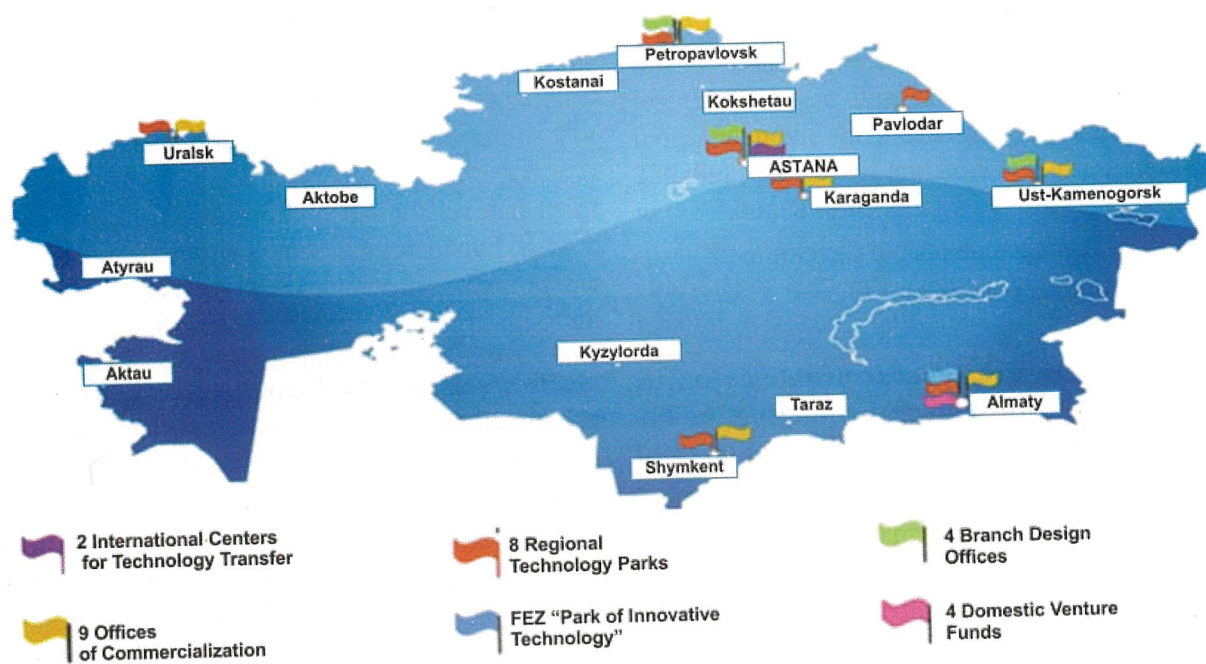 Petropavlovsk
Kostanai
Kokshetau
Pavlodar
Uralsk
ASTANA
Aktobe
Karaganda
Ust-Kamenogorsk
Atyrau
Kyzylorda
Aktau
Taraz
Almaty
Shymkent
2 International Centers
for Technology Transfer
8 Regional
Technology Parks
4 Branch Design
Offices
9 Offices
of Commercialization
FEZ “Park of Innovative
Technology”
4 Domestic Venture
Funds